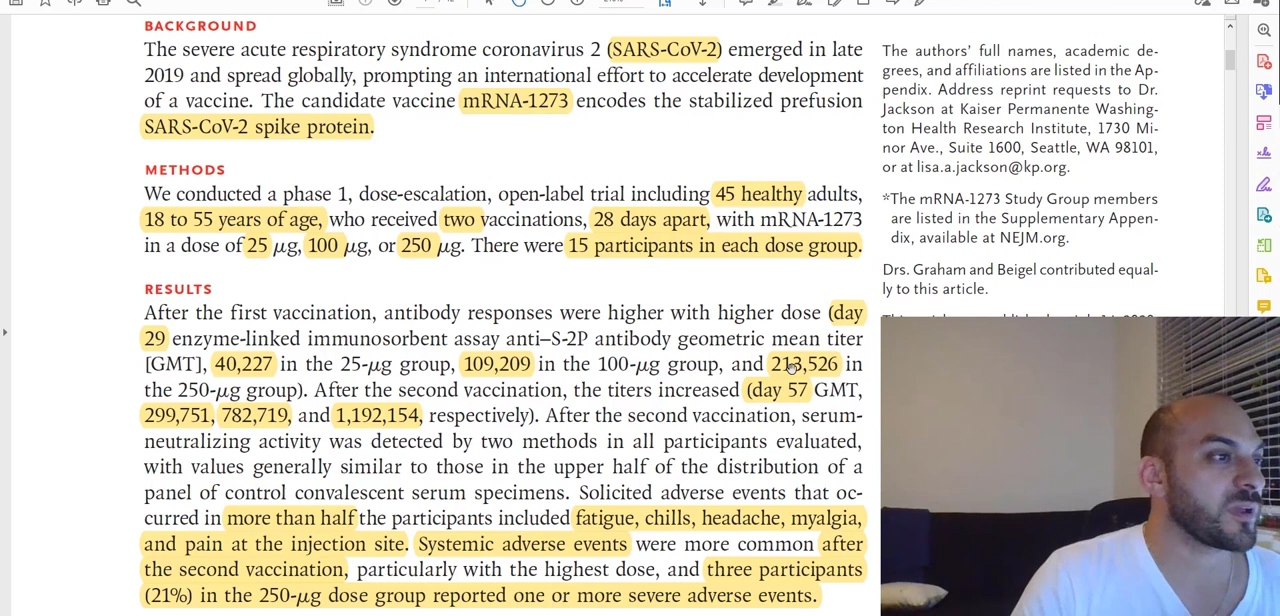 BACKGROUND
The severe acute respiratory syndrome coronavirus 2 (SARS-CoV-2) emerged in late
2019 and spread globally, prompting an international effort to accelerate development
of a vaccine. The candidate vaccine mRNA-1273 encodes the stabilized prefusion
SARS-CoV-2 spike protein.
METHODS
We conducted a phase 1, dose-escalation, open-label trial including 45 healthy adults,
18 to 55 years of age, who received two vaccinations, 28 days apart, with mRNA-1273
in a dose of 25 μg, 100 μg, or 250 μg. There were 15 participants in each dose group.
RESULTS
After the first vaccination, antibody responses were higher with higher dose (day
29 enzyme-linked immunosorbent assay anti–S-2P antibody geometric mean titer
[GMT], 40,227 in the 25-μg group, 109,209 in the 100-μg group, and 213,526 in
the 250-μg group). After the second vaccination, the titers increased (day 57 GMT,
299,751, 782,719, and 1,192,154, respectively). After the second vaccination, serum-
neutralizing activity was detected by two methods in all participants evaluated,
with values generally similar to those in the upper half of the distribution of a
panel of control convalescent serum specimens. Solicited adverse events that oc-
curred in more than half the participants included fatigue, chills, headache, myalgia,
and pain at the injection site. Systemic adverse events were more common after
the second vaccination, particularly with the highest dose, and three participants
(21%) in the 250-μg dose group reported one or more severe adverse events.
The authors' full names, academic de-
grees, and affiliations are listed in the Ap-
pendix. Address reprint requests to Dr.
Jackson at Kaiser Permanente Washing-
ton Health Research Institute, 1730 Mi-
nor Ave., Suite 1600, Seattle, WA 98101,
or at lisa.a.jackson@kp.org.
*The mRNA-1273 Study Group members
are listed in the Supplementary Appen-
dix, available at NEJM.org.
Drs. Graham and Beigel contributed equal-
ly to this article.